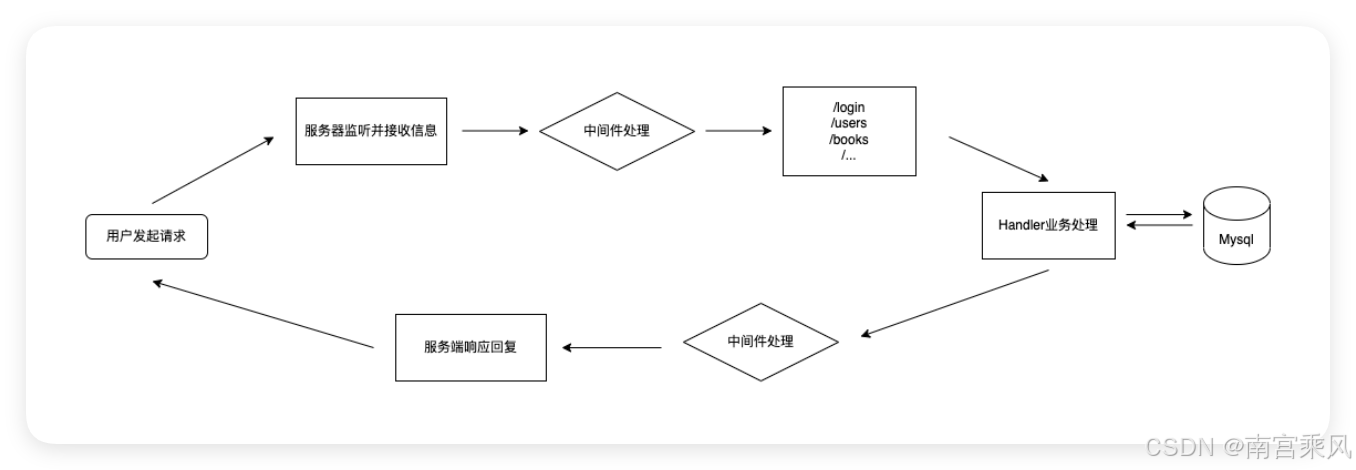 服务器监听并接收信息
中间件处理
/login
/users
/books
/...
用户发起请求
Handler业务处理
Mysql
服务端响应回复
中间件处理
CSDN @南宫乘风